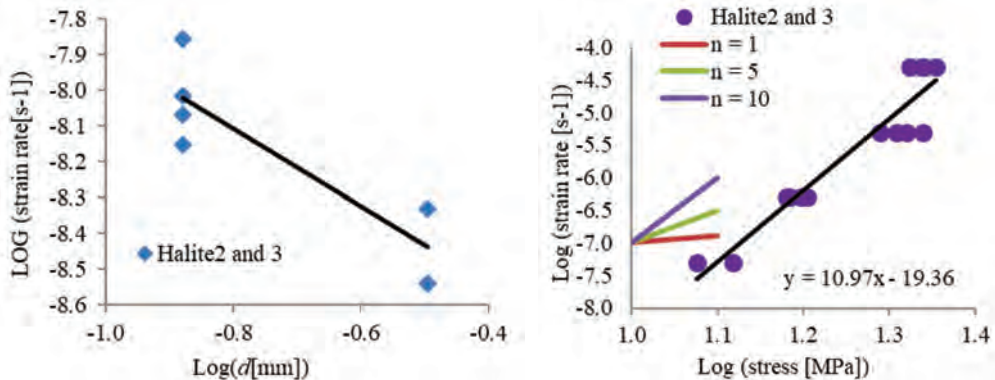 -7.8
-7.9
-8.0
-8.1
-8.2
-8.3
-8.4
-8.5
-8.6
LOG (strain rate[s-1])
Halite2 and 3
-1.0
-0.8
-0.6
-0.4
Log(d[mm])
Halite2 and 3
n = 1
n = 5
n = 10
-4.0
-4.5
-5.0
-5.5
-6.0
-6.5
-7.0
-7.5
-8.0
Log (strain rate [s-1])
y = 10.97x - 19.36
1.0
1.1
1.2
1.3
1.4
Log (stress [MPa])